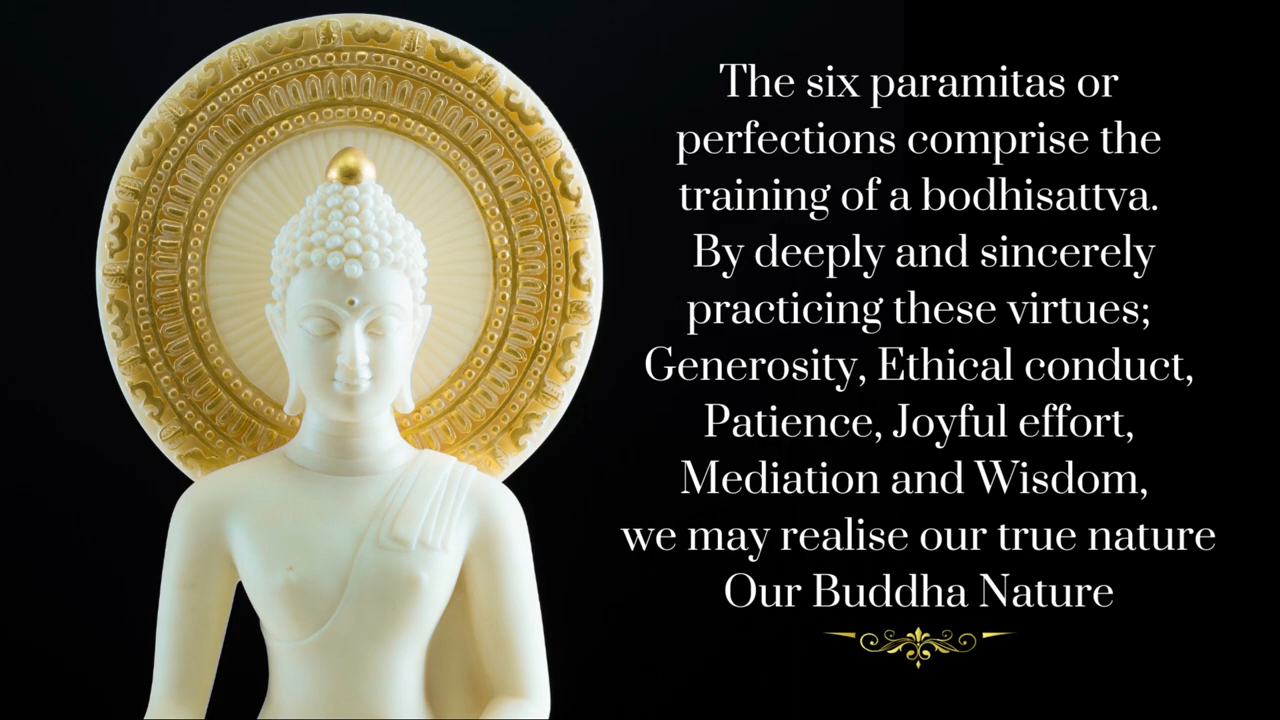 The six paramitas or
perfections comprise the
training of a bodhisattva.
By deeply and sincerely
practicing these virtues;
Generosity, Ethical conduct,
Patience, Joyful effort,
Mediation and Wisdom,
we may realise our true nature
Our Buddha Nature